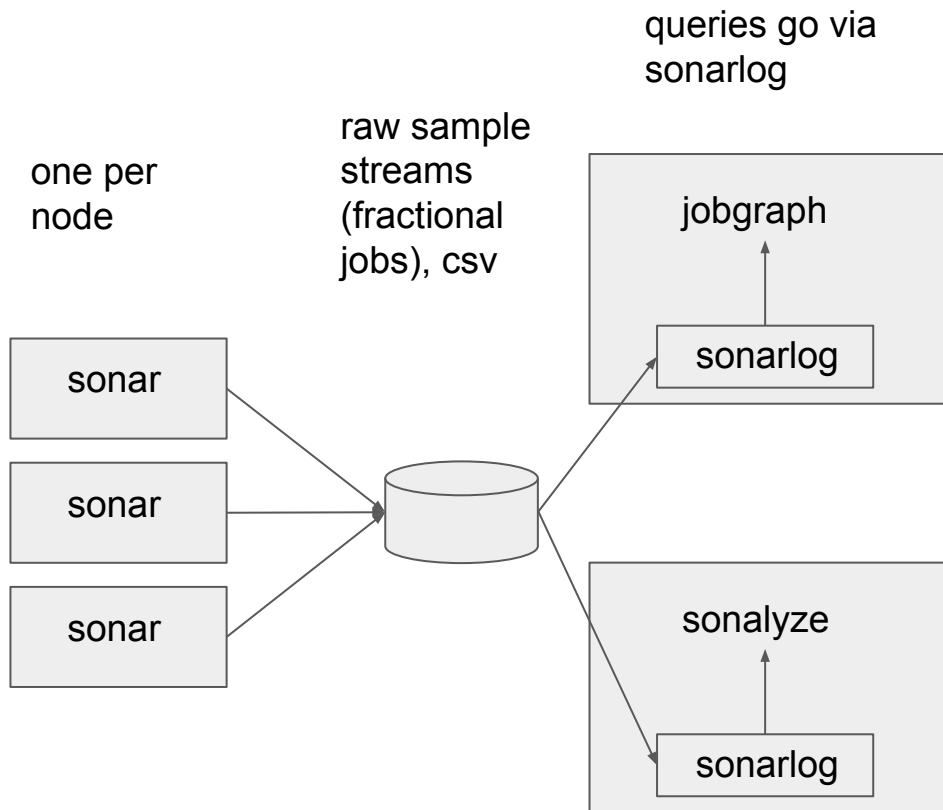 queries go via
sonarlog
raw sample
streams
(fractional
jobs), csv
one per
node
jobgraph
sonarlog
sonar
sonar
sonar
sonalyze
sonarlog